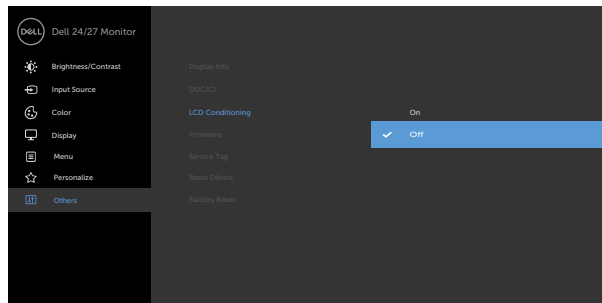 DELL Dell 24/27 Monitor
Brightness/Contrast Display Info
Input Source DDC/CI
Color LCD Conditioning On
Display Firmware Off
Menu Service Tag
Personalize Reset Others
Others Factory Reset